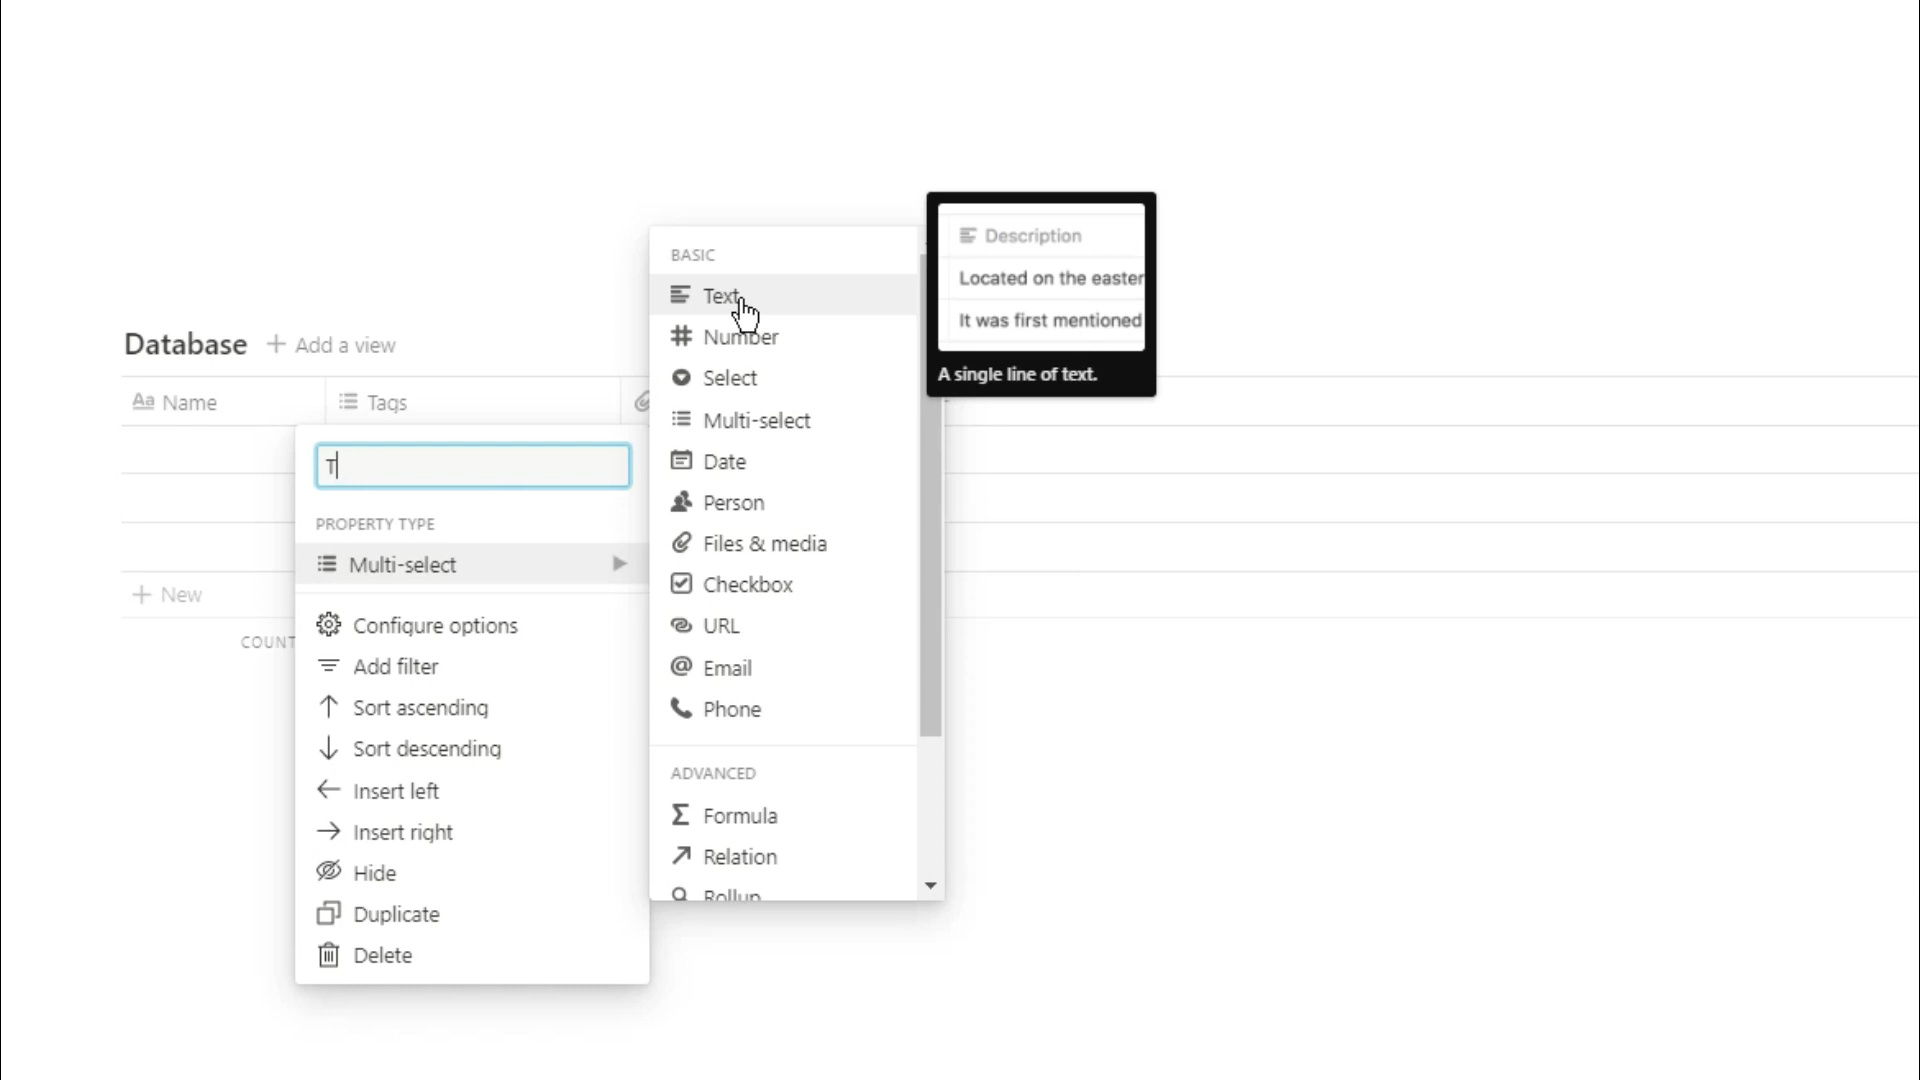 Database + Add a view
Aa Name
Tags
T
PROPERTY TYPE
Multi-select
Configure options
Add filter
Sort ascending
Sort descending
Insert left
Insert right
Hide
Duplicate
Delete
+ New
COUNT
BASIC
Text
Number
Select
Multi-select
Date
Person
Files & media
Checkbox
URL
Email
Phone
ADVANCED
Formula
Relation
Rollup
Description
Located on the easter
It was first mentioned
A single line of text.